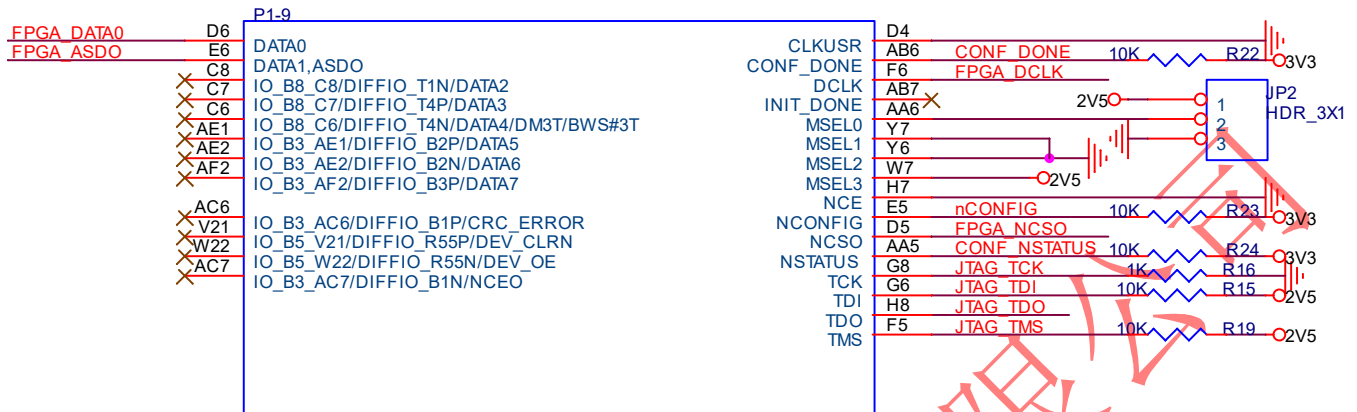 P1-9
FPGA_DATA0 D6 DATA0
FPGA_ASDO E6 DATA1,ASDO
C8 IO_B8_C8/DIFFIO_T1N/DATA2
C7 IO_B8_C7/DIFFIO_T4P/DATA3
C6 IO_B8_C6/DIFFIO_T4N/DATA4/DM3T/BWS#3T
AE1 IO_B3_AE1/DIFFIO_B2P/DATA5
AE2 IO_B3_AE2/DIFFIO_B2N/DATA6
AF2 IO_B3_AF2/DIFFIO_B3P/DATA7
AC6 IO_B3_AC6/DIFFIO_B1P/CRC_ERROR
V21 IO_B5_V21/DIFFIO_R55P/DEV_CLRN
W22 IO_B5_W22/DIFFIO_R55N/DEV_OE
AC7 IO_B3_AC7/DIFFIO_B1N/NCEO
CLKUSR D4
CONF_DONE AB6 CONF_DONE 10K R22 3V3
DCLK F6 FPGA_DCLK
INIT_DONE AB7
MSEL0 AA6
MSEL1 Y7
MSEL2 Y6
MSEL3 W7 2V5
NCE H7
NCONFIG E5 nCONFIG 10K R23 3V3
NCSO D5 FPGA_NCSO
NSTATUS AA5 CONF_NSTATUS 10K R24 3V3
TCK G8 JTAG_TCK 1K R16
TDI G6 JTAG_TDI 10K R15 2V5
TDO H8 JTAG_TDO
TMS F5 JTAG_TMS 10K R19 2V5
JP2
HDR_3X1
2V5 1
2
3
限公司